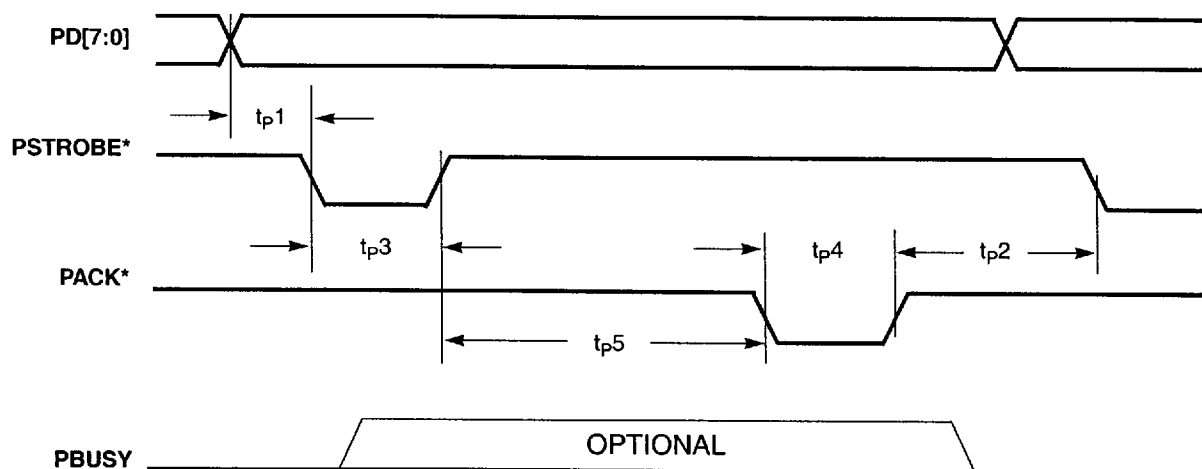 PD[7:0]
tP1
PSTROBE*
tP3
tP4
tP2
PACK*
tP5
OPTIONAL
PBUSY